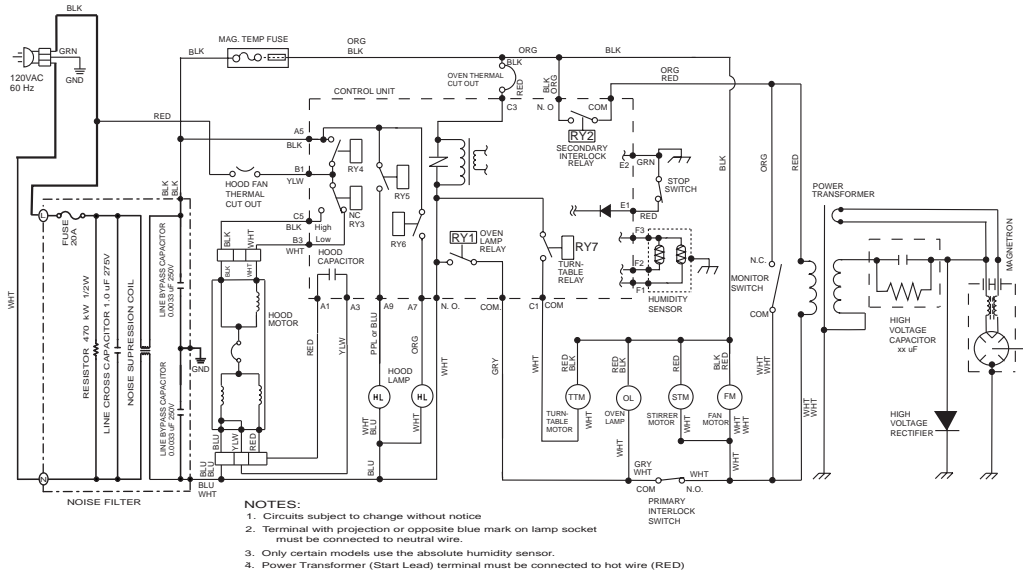 BLK
GRN
GND
120VAC
60 Hz
BLK
MAG. TEMP FUSE
ORG
BLK
ORG
BLK
OVEN THERMAL
CUT OUT
RED
BLK
ORG
ORG
RED
CONTROL UNIT
C3
N. O
COM
RY2
SECONDARY
INTERLOCK
RELAY
E2
GRN
STOP
SWITCH
E1
RED
RED
A5
BLK
B1
YLW
RY4
RY5
HOOD FAN
THERMAL
CUT OUT
NC
RY3
C5
BLK
High
B3
WHT
Low
RY6
RY1
OVEN
LAMP
RELAY
RY7
TURN-
TABLE
RELAY
F3
F2
F1
HUMIDITY
SENSOR
BLK
ORG
RED
POWER
TRANSFORMER
MAGNETRON
N.C.
MONITOR
SWITCH
COM
HIGH
VOLTAGE
CAPACITOR
xx uF
HIGH
VOLTAGE
RECTIFIER
BLK
BLK
L
FUSE
20A
WHT
RESISTOR 470 kW 1/2W
LINE CROSS CAPACITOR 1.0 uF 275V
NOISE SUPRESSION COIL
LINE BYPASS CAPACITOR
0.0033 uF 250V
LINE BYPASS CAPACITOR
0.0033 uF 250V
GND
N
NOISE FILTER
BLK
WHT
BLK
WHT
HOOD
CAPACITOR
HOOD
MOTOR
A1
A3
A9
A7
N. O.
COM.
C1
COM
RED
YLW
PPL or BLU
ORG
WHT
GRY
WHT
HOOD
LAMP
HL
HL
WHT
BLU
WHT
BLU
BLU
YLW
RED
BLU
BLU
BLU
WHT
RED
BLK
RED
BLK
RED
BLK
RED
TTM
OL
STM
FM
TURN-
TABLE
MOTOR
WHT
OVEN
LAMP
STIRRER
MOTOR
FAN
MOTOR
WHT
WHT
WHT
WHT
WHT
WHT
WHT
WHT
WHT
WHT
GRY
WHT
COM
WHT
N.O.
PRIMARY
INTERLOCK
SWITCH
NOTES:
1. Circuits subject to change without notice
2. Terminal with projection or opposite blue mark on lamp socket
must be connected to neutral wire.
3. Only certain models use the absolute humidity sensor.
4. Power Transformer (Start Lead) terminal must be connected to hot wire (RED)